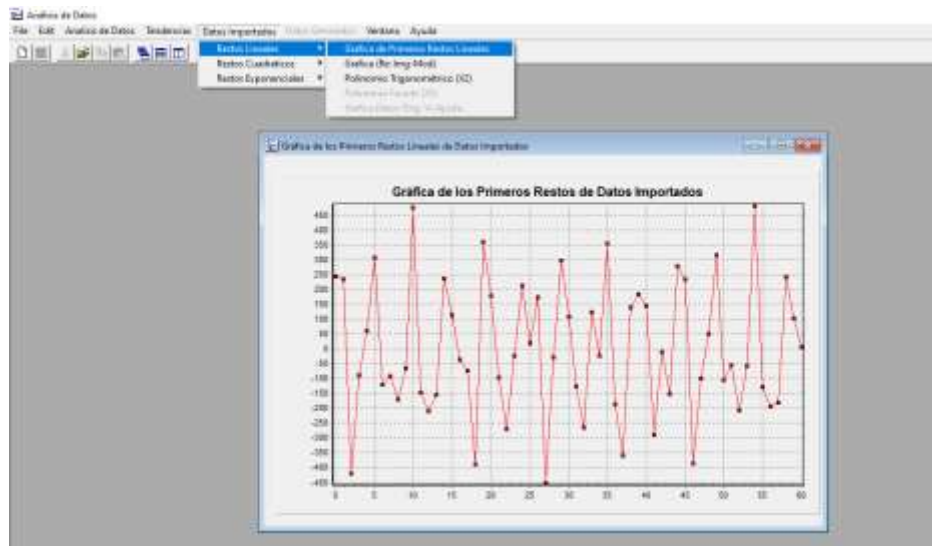 Analisis de Datos
File Edit Analisis de Datos Tendencias Datos Importados Ventana Ayuda
Restos Lineales
Restos Cuadraticos
Restos Exponenciales
Gráfica de Primeros Restos Lineales
Polinomio Trigonométrico (X2)
Gráfica de los Primeros Restos Lineales de Datos Importados
Gráfica de los Primeros Restos de Datos Importados
450
400
350
300
250
200
150
100
50
0
-50
-100
-150
-200
-250
-300
-350
-400
-450
0 5 10 15 20 25 30 35 40 45 50 55 60